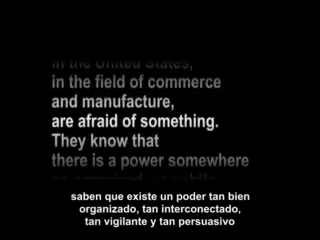 in the United States,
in the field of commerce
and manufacture,
are afraid of something.
They know that
there is a power somewhere
saben que existe un poder tan bien
organizado, tan interconectado,
tan vigilante y tan persuasivo